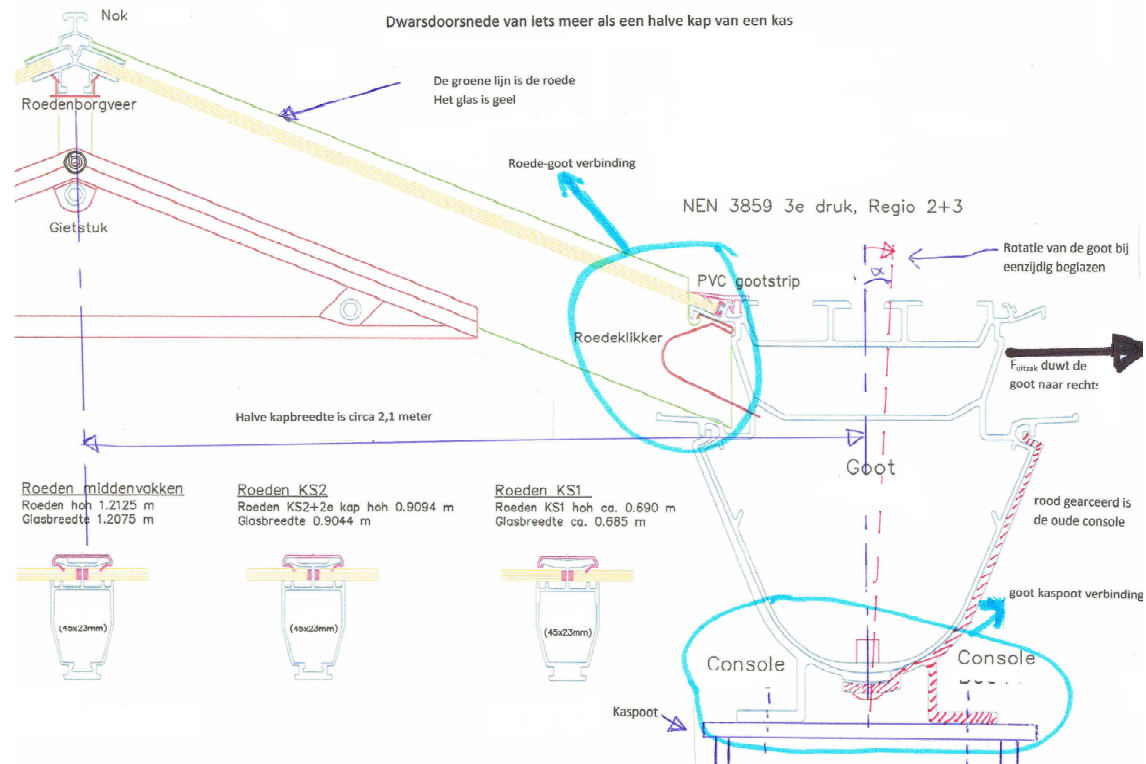 Dwarsdoorsnede van iets meer als een halve kap van een kas
Nok
De groene lijn is de roede
Het glas is geel
Roedenborgveer
Roede-goot verbinding
NEN 3859 3e druk, Regio 2+3
Gietstuk
Rotatie van de goot bij
eenzijdig beglazen
α
PVC gootstrip
Roedeklikker
Fuitzak duwt de
goot naar rechts
Halve kapbreedte is circa 2,1 meter
Goot
Roeden middenvakken
Roeden hoh 1.2125 m
Glasbreedte 1.2075 m
Roeden KS2
Roeden KS2+2e kap hoh 0.9094 m
Glasbreedte 0.9044 m
Roeden KS1
Roeden KS1 hoh ca. 0.690 m
Glasbreedte ca. 0.685 m
rood gearceerd is
de oude console
goot kaspoot verbinding
(45x23mm)
(45x23mm)
(45x23mm)
Console
Console
Kaspoot